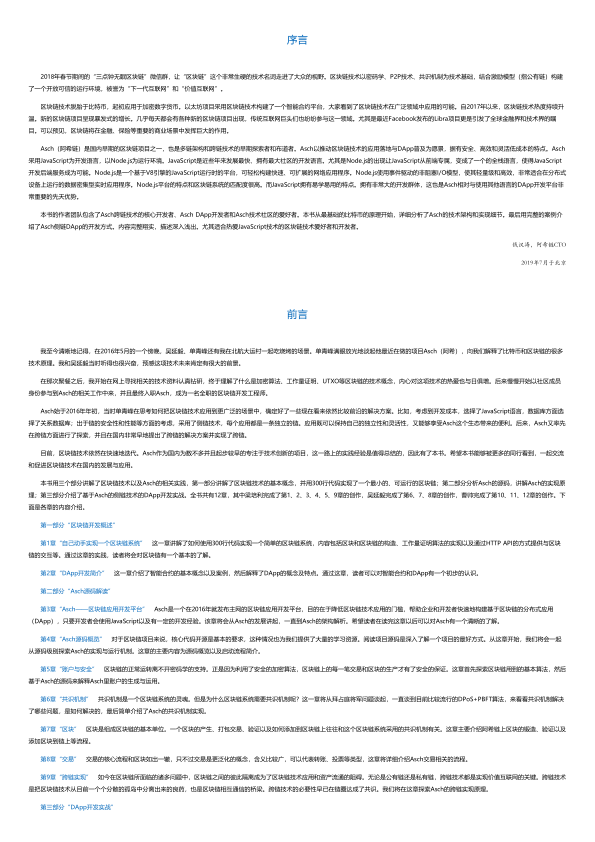 序言
2018年春节期间的“三点钟无眠区块链”微信群，让“区块链”这个非常生硬的技术名词走进了大众的视野。区块链技术以密码学、P2P技术、共识机制为技术基础，结合激励模型（指公有链）构建
了一个开放可信的运行环境，被誉为“下一代互联网”和“价值互联网”。
区块链技术脱胎于比特币，起初应用于加密数字货币。以太坊项目采用区块链技术构建了一个智能合约平台，大家看到了区块链技术在广泛领域中应用的可能。自2017年以来，区块链技术热度持续升
温。新的区块链项目呈现暴发式的增长。几乎每天都会有各种新的区块链项目出现，传统互联网巨头们也纷纷参与这一领域。尤其是最近Facebook发布的Libra项目更是引发了全球金融界和技术界的瞩
目。可以预见，区块链将在金融、保险等重要的商业场景中发挥巨大的作用。
Asch（阿希链）是国内早期的区块链项目之一，也是多链架构和跨链技术的早期探索者和布道者。Asch以推动区块链技术的应用落地与DApp普及为愿景，拥有安全、高效和灵活低成本的特点。Asch
采用JavaScript为开发语言，以Node.js为运行环境。JavaScript是近些年来发展最快、拥有最大社区的开发语言。尤其是Node.js的出现让JavaScript从前端专属，变成了一个的全栈语言，使得JavaScript
开发后端服务成为可能。Node.js是一个基于V8引擎的JavaScript运行时的平台，可轻松构建快速、可扩展的网络应用程序。Node.js使用事件驱动的非阻塞I/O模型，使其轻量级和高效，非常适合在分布式
设备上运行的数据密集型实时应用程序。Node.js平台的特点和区块链系统的匹配度很高。而JavaScript拥有易学易用的特点。拥有非常大的开发群体，这也是Asch相对与使用其他语言的DApp开发平台非
常重要的先天优势。
本书的作者团队包含了Asch跨链技术的核心开发者、Asch DApp开发者和Asch技术社区的爱好者。本书从最基础的比特币的原理开始，详细分析了Asch的技术架构和实现细节。最后用完整的案例介
绍了Asch侧链DApp的开发方式。内容完整翔实，描述深入浅出。尤其适合热爱JavaScript技术的区块链技术爱好者和开发者。
钱汉涛，阿希链CTO
2019年7月于北京
前言
我至今清晰地记得，在2016年5月的一个傍晚，吴延毅、单青峰还有我在北航大运村一起吃烧烤的场景。单青峰满眼放光地谈起他最近在做的项目Asch（阿希），向我们解释了比特币和区块链的很多
技术原理。我和吴延毅当时听得也很兴奋，预感这项技术未来肯定有很大的前景。
在那次聚餐之后，我开始在网上寻找相关的技术资料认真钻研，终于理解了什么是加密算法、工作量证明、UTXO等区块链的技术概念，内心对这项技术的热量也与日俱增。后来慢慢开始以社区成员
身份参与到Asch的相关工作中来，并且最终入职Asch，成为一名全职的区块链开发工程师。
Asch始于2016年年初，当时单青峰在思考如何把区块链技术应用到更广泛的场景中，确定好了一些现在看来依然比较前沿的解决方案。比如，考虑到开发成本，选择了JavaScript语言，数据库方面选
择了关系数据库；出于链的安全性和性能等方面的考虑，采用了侧链技术，每个应用都是一条独立的链。应用既可以保持自己的独立性和灵活性，又能够享受Asch这个生态带来的便利。后来，Asch又率先
在跨链方面进行了探索，并且在国内非常早地提出了跨链的解决方案并实现了跨链。
目前，区块链技术依然在快速地迭代。Asch作为国内为数不多并且起步较早的专注于技术创新的项目，这一路上的实践经验是值得总结的，因此有了本书。希望本书能够被更多的同行看到，一起交流
和促进区块链技术在国内的发展与应用。
本书用三个部分讲解了区块链技术以及Asch的相关实践，第一部分讲解了区块链技术的基本概念，并用300行代码实现了一个最小的、可运行的区块链；第二部分分析Asch的源码，讲解Asch的实现原
理；第三部分介绍了基于Asch的侧链技术的DApp开发实战。全书共有12章，其中梁培利完成了第1、2、3、4、5、9章的创作，吴延毅完成了第6、7、8章的创作，曹帅完成了第10、11、12章的创作。下
面是各章的内容介绍。
第一部分“区块链开发概述”
第1章“自己动手实现一个区块链系统” 这一章讲解了如何使用300行代码实现一个简单的区块链系统，内容包括区块和区块链的构造、工作量证明算法的实现以及通过HTTP API的方式提供与区块
链的交互等。通过这章的实践，读者将会对区块链有一个基本的了解。
第2章“DApp开发简介” 这一章介绍了智能合约的基本概念以及案例，然后解释了DApp的概念及特点。通过这章，读者可以对智能合约和DApp有一个初步的认识。
第二部分“Asch源码解读”
第3章“Asch——区块链应用开发平台” Asch是一个在2016年就发布主网的区块链应用开发平台，目的在于降低区块链技术应用的门槛，帮助企业和开发者快速地构建基于区块链的分布式应用
（DApp），只要开发者会使用JavaScript以及有一定的开发经验。该章将会从Asch的发展讲起，一直到Asch的架构解析。希望读者在读完这章以后可以对Asch有一个清晰的了解。
第4章“Asch源码概览” 对于区块链项目来说，核心代码开源是基本的要求，这种情况也为我们提供了大量的学习资源。阅读项目源码是深入了解一个项目的最好方式。从这章开始，我们将会一起
从源码级别探索Asch的实现与运行机制。这章的主要内容为源码概览以及启动流程简介。
第5章“账户与安全” 区块链的正常运转离不开密码学的支持。正是因为利用了安全的加密算法，区块链上的每一笔交易和区块的生产才有了安全的保证。这章首先探索区块链用到的基本算法，然后
基于Asch的源码来解释Asch里账户的生成与运用。
第6章“共识机制” 共识机制是一个区块链系统的灵魂。但是为什么区块链系统需要共识机制呢？这一章将从拜占庭将军问题谈起，一直谈到目前比较流行的DPoS+PBFT算法，来看看共识机制解决
了哪些问题，是如何解决的，最后简单介绍了Asch的共识机制实现。
第7章“区块” 区块是组成区块链的基本单位。一个区块的产生、打包交易、验证以及如何添加到区块链上往往和这个区块链系统采用的共识机制有关。这章主要介绍阿希链上区块的锻造、验证以及
添加区块到链上等流程。
第8章“交易” 交易的核心流程和区块如出一辙，只不过交易是更泛化的概念，含义比较广，可以代表转账、投票等类型，这章将详细介绍Asch交易相关的流程。
第9章“跨链实现” 如今在区块链所面临的诸多问题中，区块链之间的彼此隔离成为了区块链技术应用和资产流通的阻碍。无论是公有链还是私有链，跨链技术都是实现价值互联网的关键。跨链技术
是把区块链技术从目前一个个分散的孤岛中分离出来的良药，也是区块链相互通信的桥梁。跨链技术的必要性早已在链圈达成了共识。我们将在这章探索Asch的跨链实现原理。
第三部分“DApp开发实战”